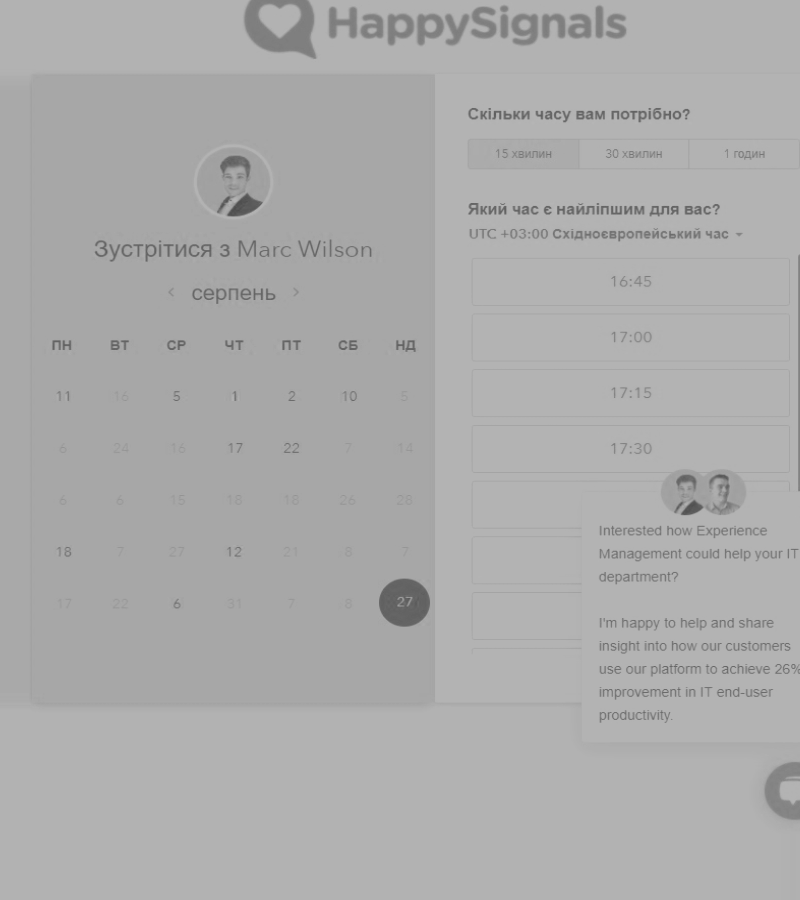 HappySignals
Зустрітися з Marc Wilson
серпень
ПН ВТ СР ЧТ ПТ СБ НД
11 16 5 1 2 10 5
6 24 16 17 22 7 14
6 6 15 18 18 26 28
18 7 27 12 21 8 7
17 22 6 31 7 8 27
Скільки часу вам потрібно?
15 хвилин 30 хвилин 1 годин
Який час є найліпшим для вас?
UTC +03:00 Східноєвропейський час
16:45
17:00
17:15
17:30
Interested how Experience
Management could help your IT
department?
I'm happy to help and share
insight into how our customers
use our platform to achieve 26%
improvement in IT end-user
productivity.